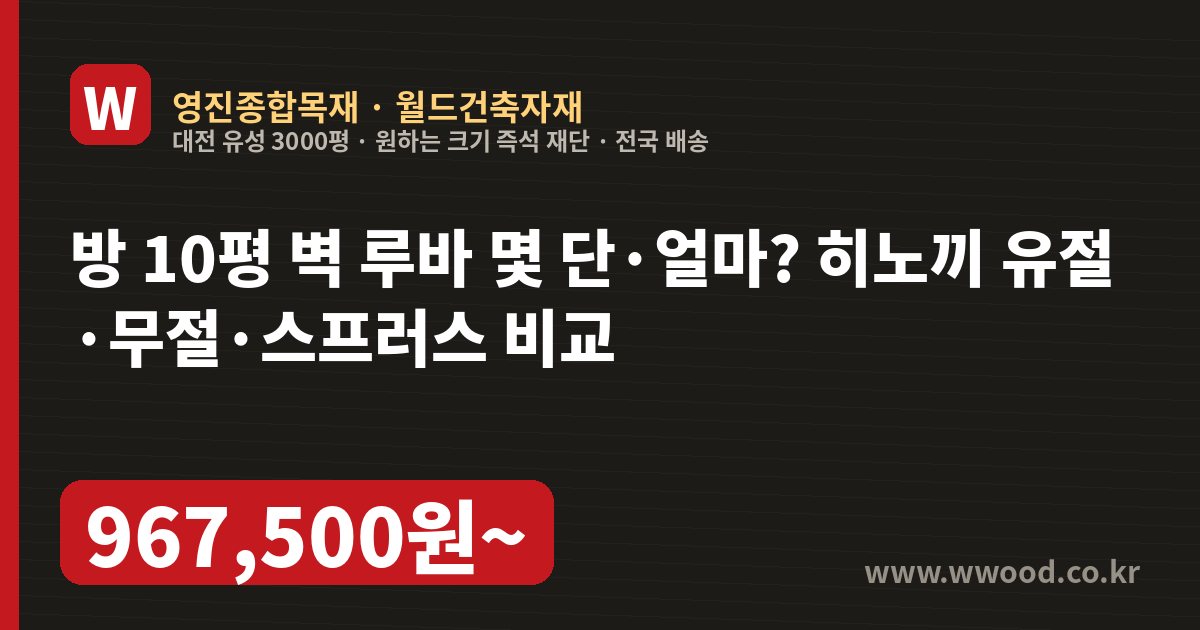 W
영진종합목재 · 월드건축자재
대전 유성 3000평 · 원하는 크기 즉석 재단 · 전국 배송
방 10평 벽 루바 몇 단·얼마? 히노끼 유절
·무절·스프러스 비교
967,500원~
www.wwood.co.kr